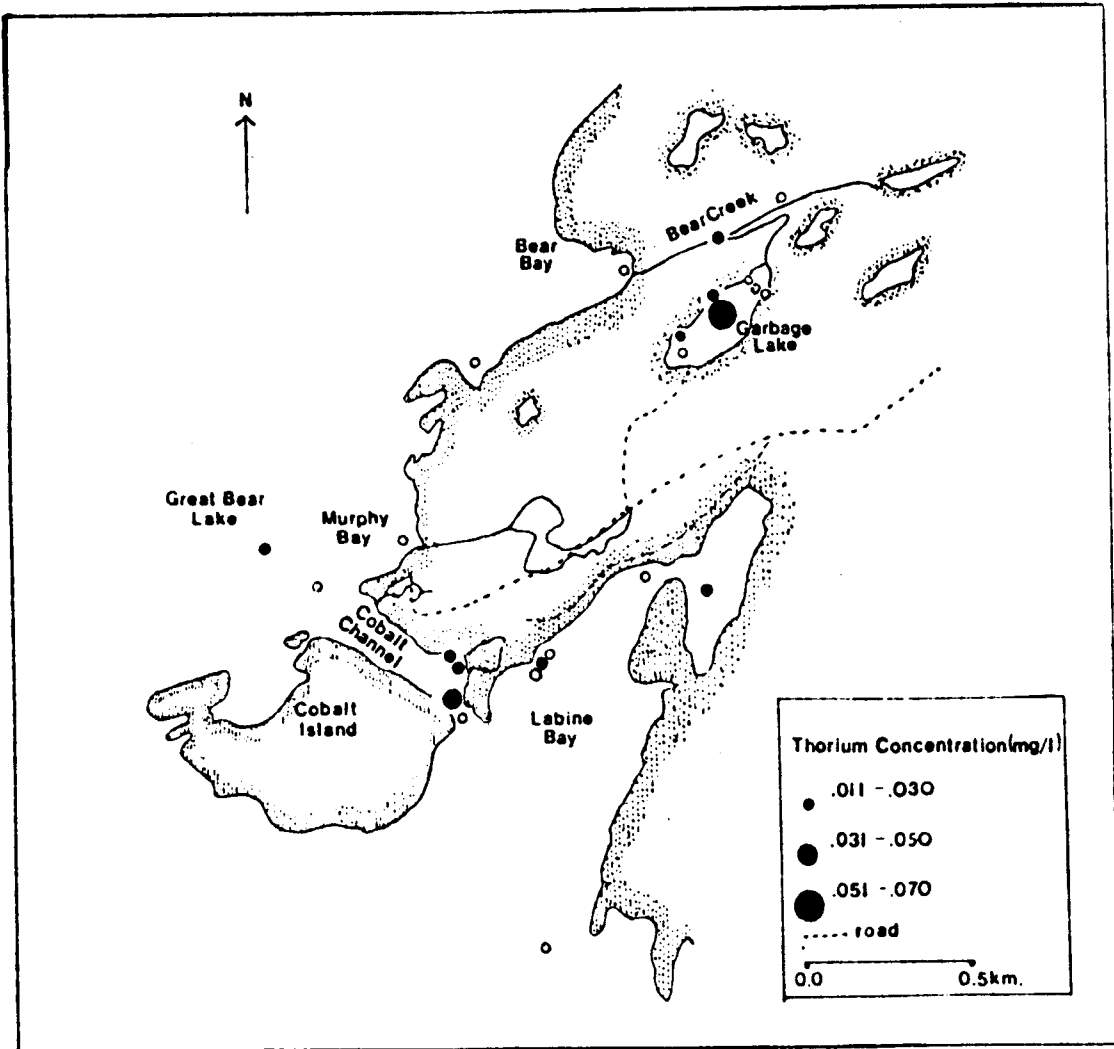 N
Bear Creek
Bear
Bay
Garbage
Lake
Great Bear
Lake
Murphy
Bay
Cobalt
Channel
Cobalt
Island
Labine
Bay
Thorium Concentration(mg/l)
.011 - .030
.031 - .050
.051 - .070
road
0.0
0.5km.